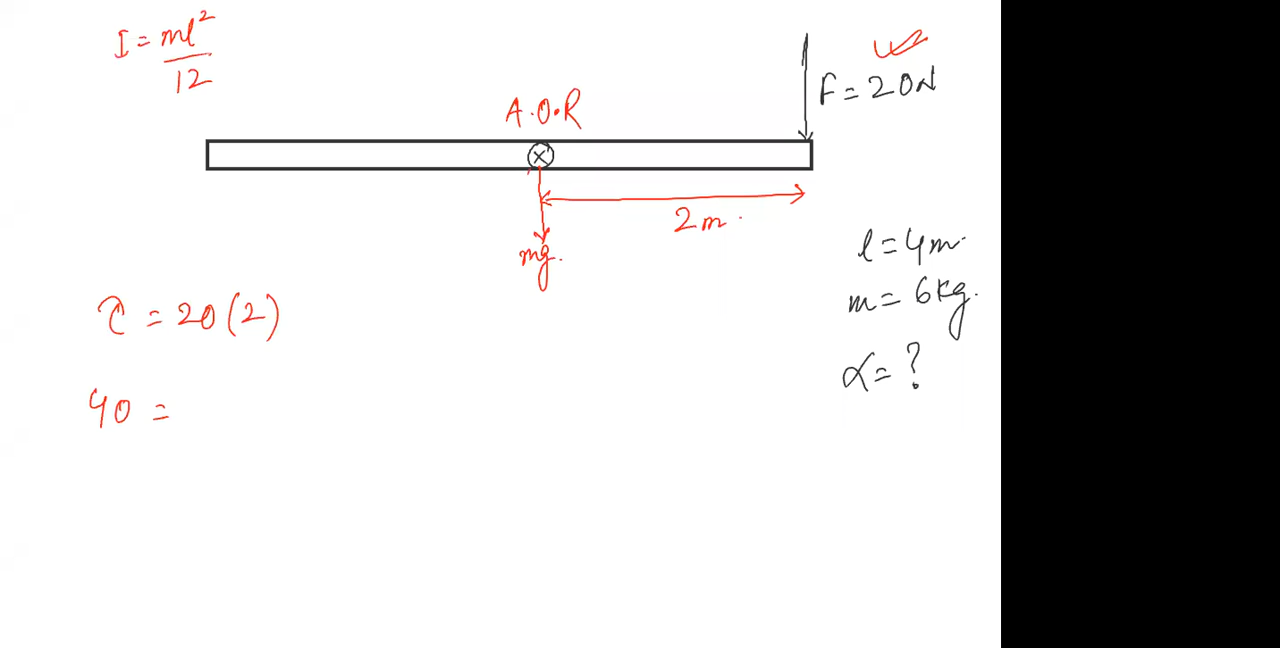 I = ml²/12
A.O.R
F = 20N
2m.
mg.
l = 4m.
m = 6kg.
τ = 20(2)
α = ?
40 =